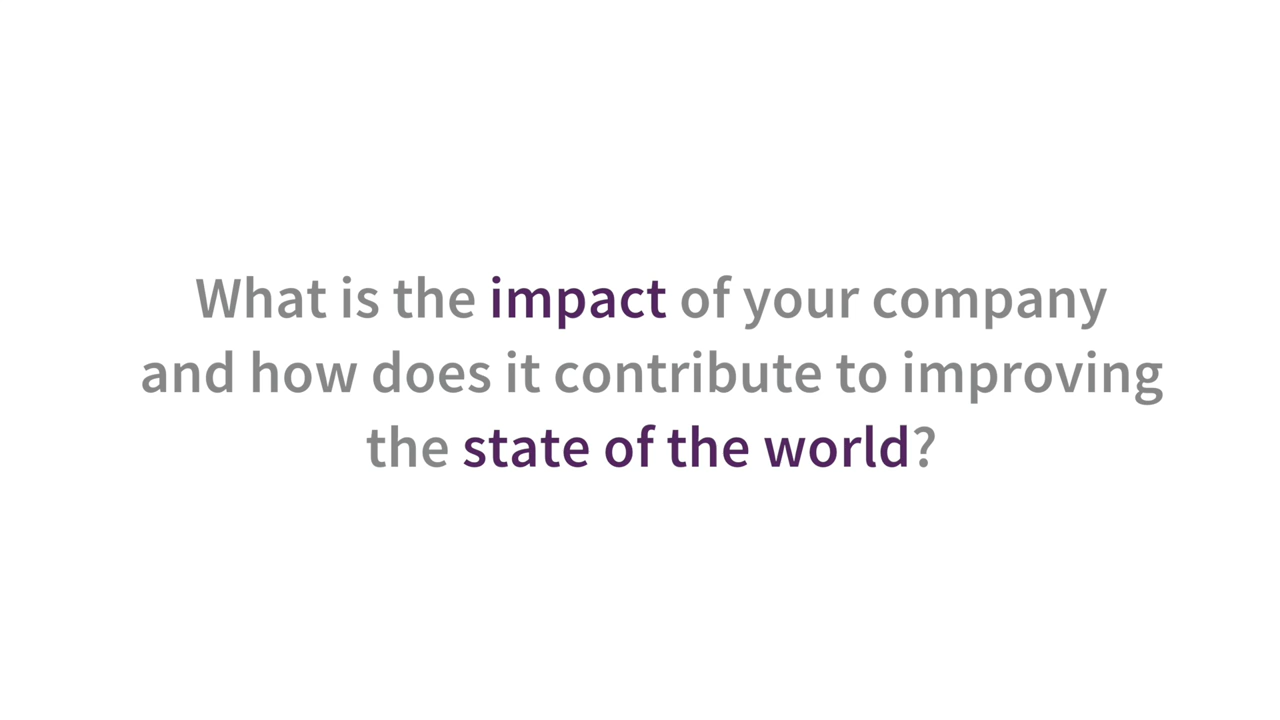 What is the impact of your company
and how does it contribute to improving
the state of the world?